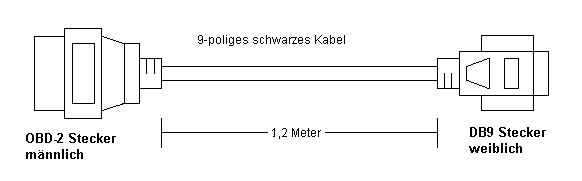 9-poliges schwarzes Kabel
1,2 Meter
OBD-2 Stecker
männlich
DB9 Stecker
weiblich